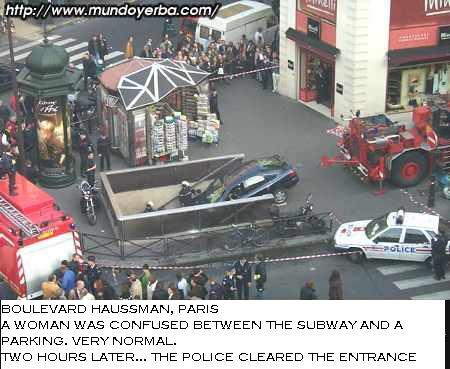 http://
www.mundoyerba.com
POLICE
BOULEVARD HAUSSANM, PARIS
A WOMAN WAS CONFUSED BETWEEN THE SUBWAY AND A
PARKING. VERY NORMAL.
TWO HOURS LATER... THE POLICE CLEARED THE ENTRANCE